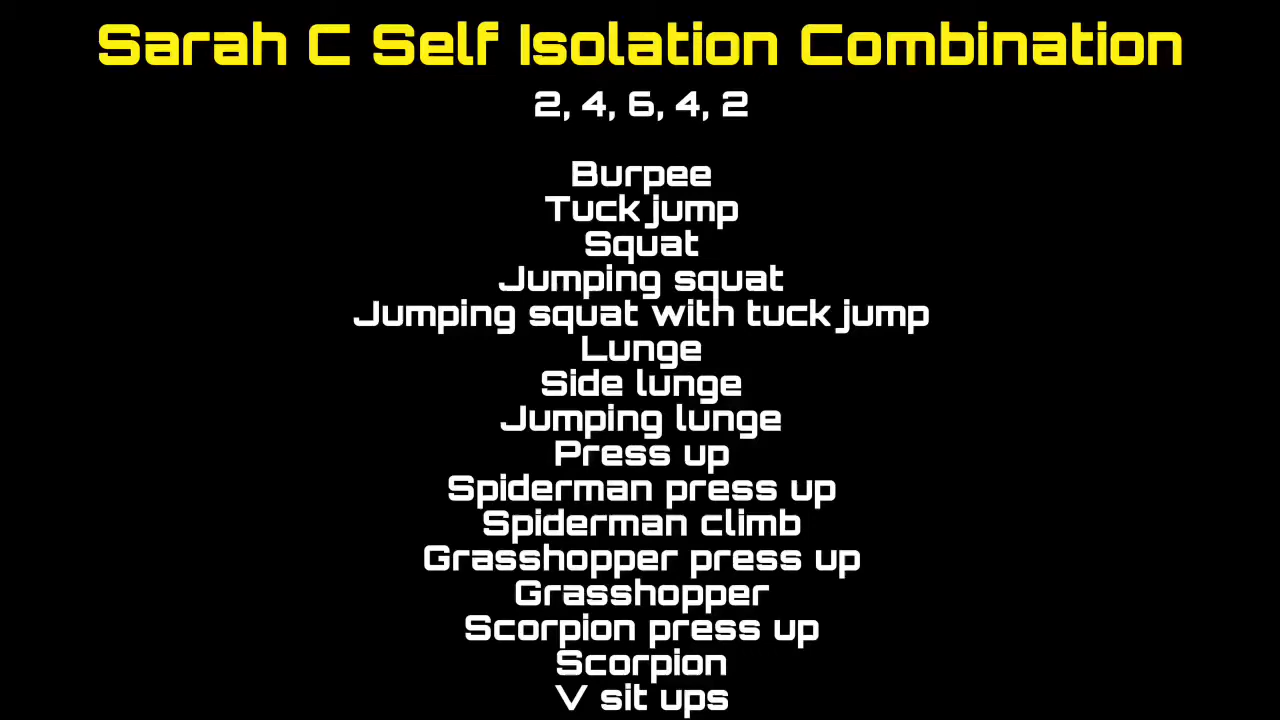 Sarah C Self Isolation Combination
2, 4, 6, 4, 2
Burpee
Tuck jump
Squat
Jumping squat
Jumping squat with tuck jump
Lunge
Side lunge
Jumping lunge
Press up
Spiderman press up
Spiderman climb
Grasshopper press up
Grasshopper
Scorpion press up
Scorpion
V sit ups